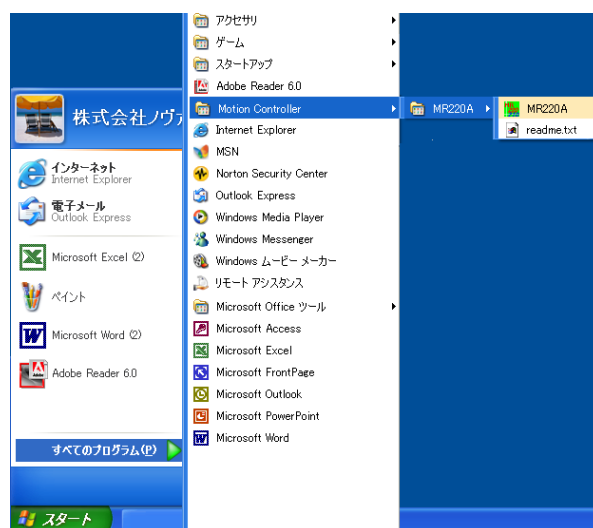 株式会社ノヴ
インターネット
Internet Explorer
電子メール
Outlook Express
Microsoft Excel (2)
ペイント
Microsoft Word (2)
Adobe Reader 6.0
すべてのプログラム(P)
スタート
アクセサリ
ゲーム
スタートアップ
Adobe Reader 6.0
Motion Controller
Internet Explorer
MSN
Norton Security Center
Outlook Express
Windows Media Player
Windows Messenger
Windows ムービー メーカー
リモート アシスタンス
Microsoft Office ツール
Microsoft Access
Microsoft Excel
Microsoft FrontPage
Microsoft Outlook
Microsoft PowerPoint
Microsoft Word
MR220A
MR220A
readme.txt